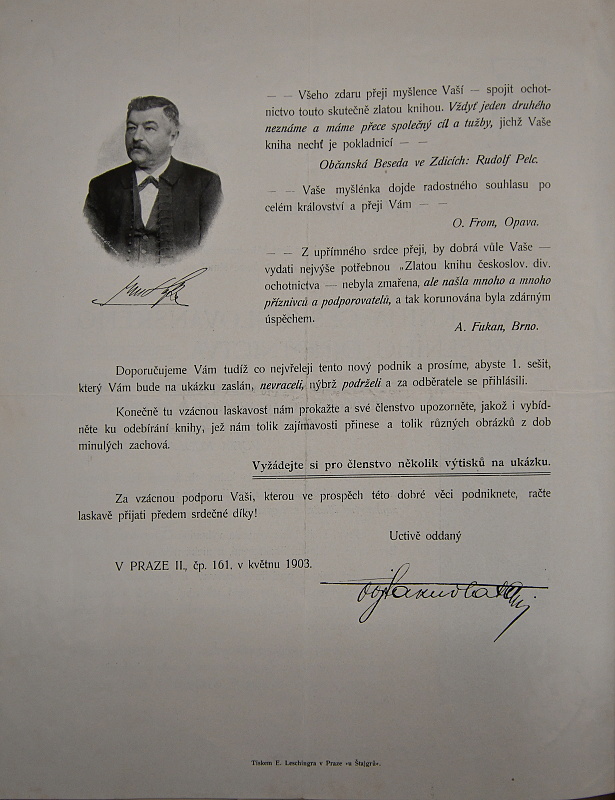 — — Všeho zdaru přeji myšlence Vaší — spojit ochot-
nictvo touto skutečně zlatou knihou. Vždyť jeden druhého
neznáme a máme přece společný cíl a tužby, jichž Vaše
kniha nechť je pokladnicí — —
Občanská Beseda ve Zdicích: Rudolf Pelc.
— — Vaše myšlénka dojde radostného souhlasu po
celém království a přeji Vám — —
O. From, Opava.
— — Z upřímného srdce přeji, by dobrá vůle Vaše —
vydati nejvýše potřebnou „Zlatou knihu českoslov. div.
ochotnictva — nebyla zmařena, ale našla mnoho a mnoho
příznivců a podporovatelů, a tak korunována byla zdárným
úspěchem.
A. Fukan, Brno.
Doporučujeme Vám tudíž co nejvřeleji tento nový podnik a prosíme, abyste 1. sešit,
který Vám bude na ukázku zaslán, nevraceli, nýbrž podrželi a za odběratele se přihlásili.
Konečně tu vzácnou laskavost nám prokažte a své členstvo upozorněte, jakož i vybíd-
něte ku odebírání knihy, jež nám tolik zajímavosti přinese a tolik různých obrázků z dob
minulých zachová.
Vyžádejte si pro členstvo několik výtisků na ukázku.
Za vzácnou podporu Vaši, kterou ve prospěch této dobré věci podniknete, račte
laskavě přijati předem srdečné díky!
Uctivě oddaný
V PRAZE II., čp. 161. v květnu 1903.
Tiskem E. Leschingra v Praze »u Štajgrů«.